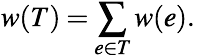 w(T) = ∑_{e∈T} w(e).